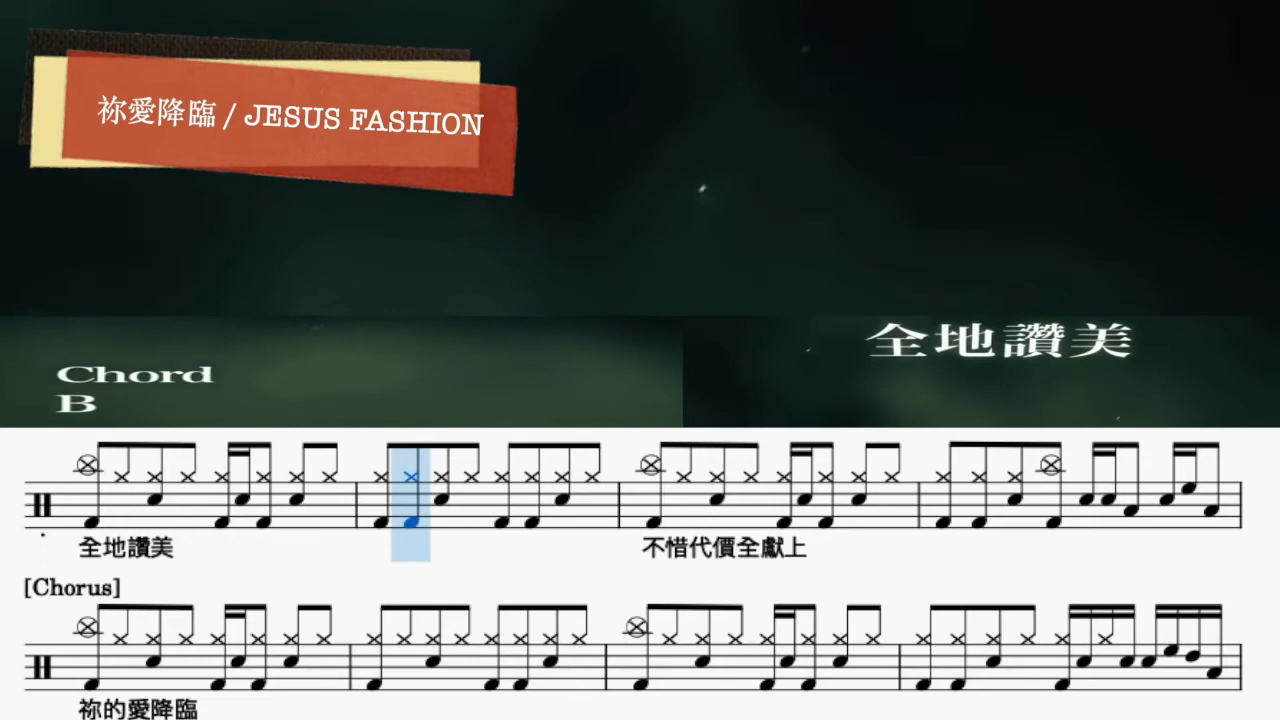 祢愛降臨 / JESUS FASHION
全地讚美
Chord
B
全地讚美 不惜代價全獻上
[Chorus]
祢的愛降臨